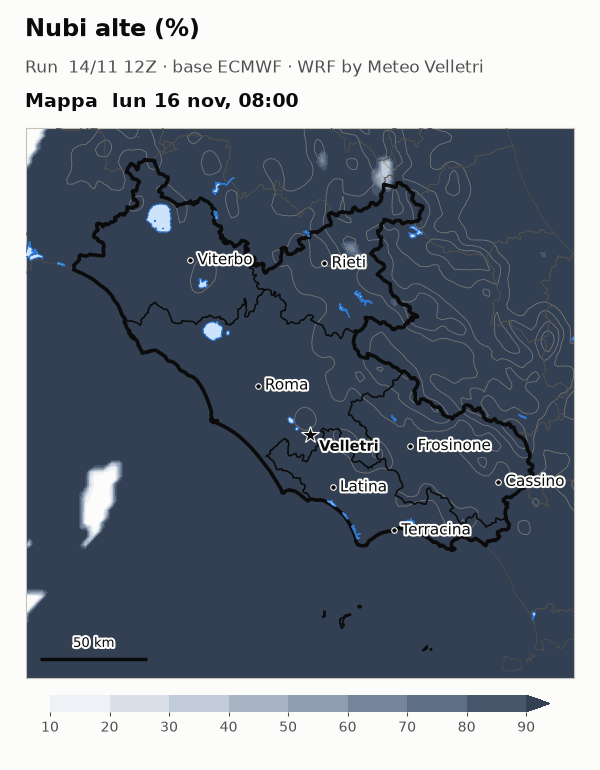 Nubi alte (%)
Run 14/11 12Z · base ECMWF · WRF by Meteo Velletri
Mappa lun 16 nov, 08:00
Viterbo
Rieti
Roma
Velletri
Frosinone
Cassino
Latina
Terracina
50 km
10 20 30 40 50 60 70 80 90